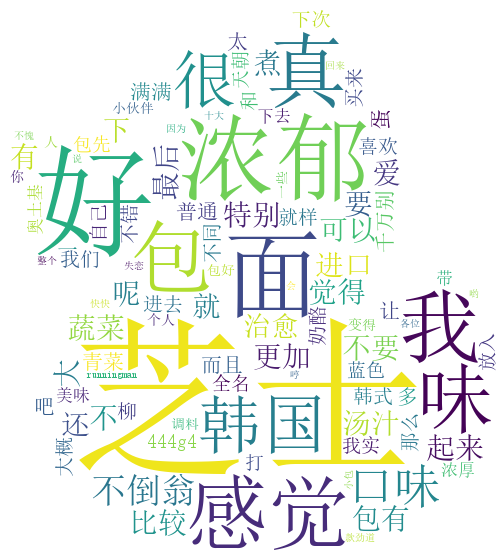 下次
太
很
真
煮
和
天朝
回来
满满
买来
小伙伴
十大
下去
蛋
不愧
人
下
因为
浓郁
喜欢
有
包先
说
最后
爱
你
奥土基
好
一些
自己
不错
包
普通
特别
就样
要
千万别
整个
我们
不同
面
可以
失恋
包好
进口
呢
进去
就
觉得
带
我
快快
个人
奶酪
让
蔬菜
治愈
变得
各位
大
青菜
而且
更加
不要
蓝色
放入
runningman
芝士
味
吧
美味
全名
韩式
多
还
不
柳
韩国
汤汁
那么
大概
调料
444g4
我实
起来
打
浓厚
不倒翁
感觉
口味
小包
比较
包有